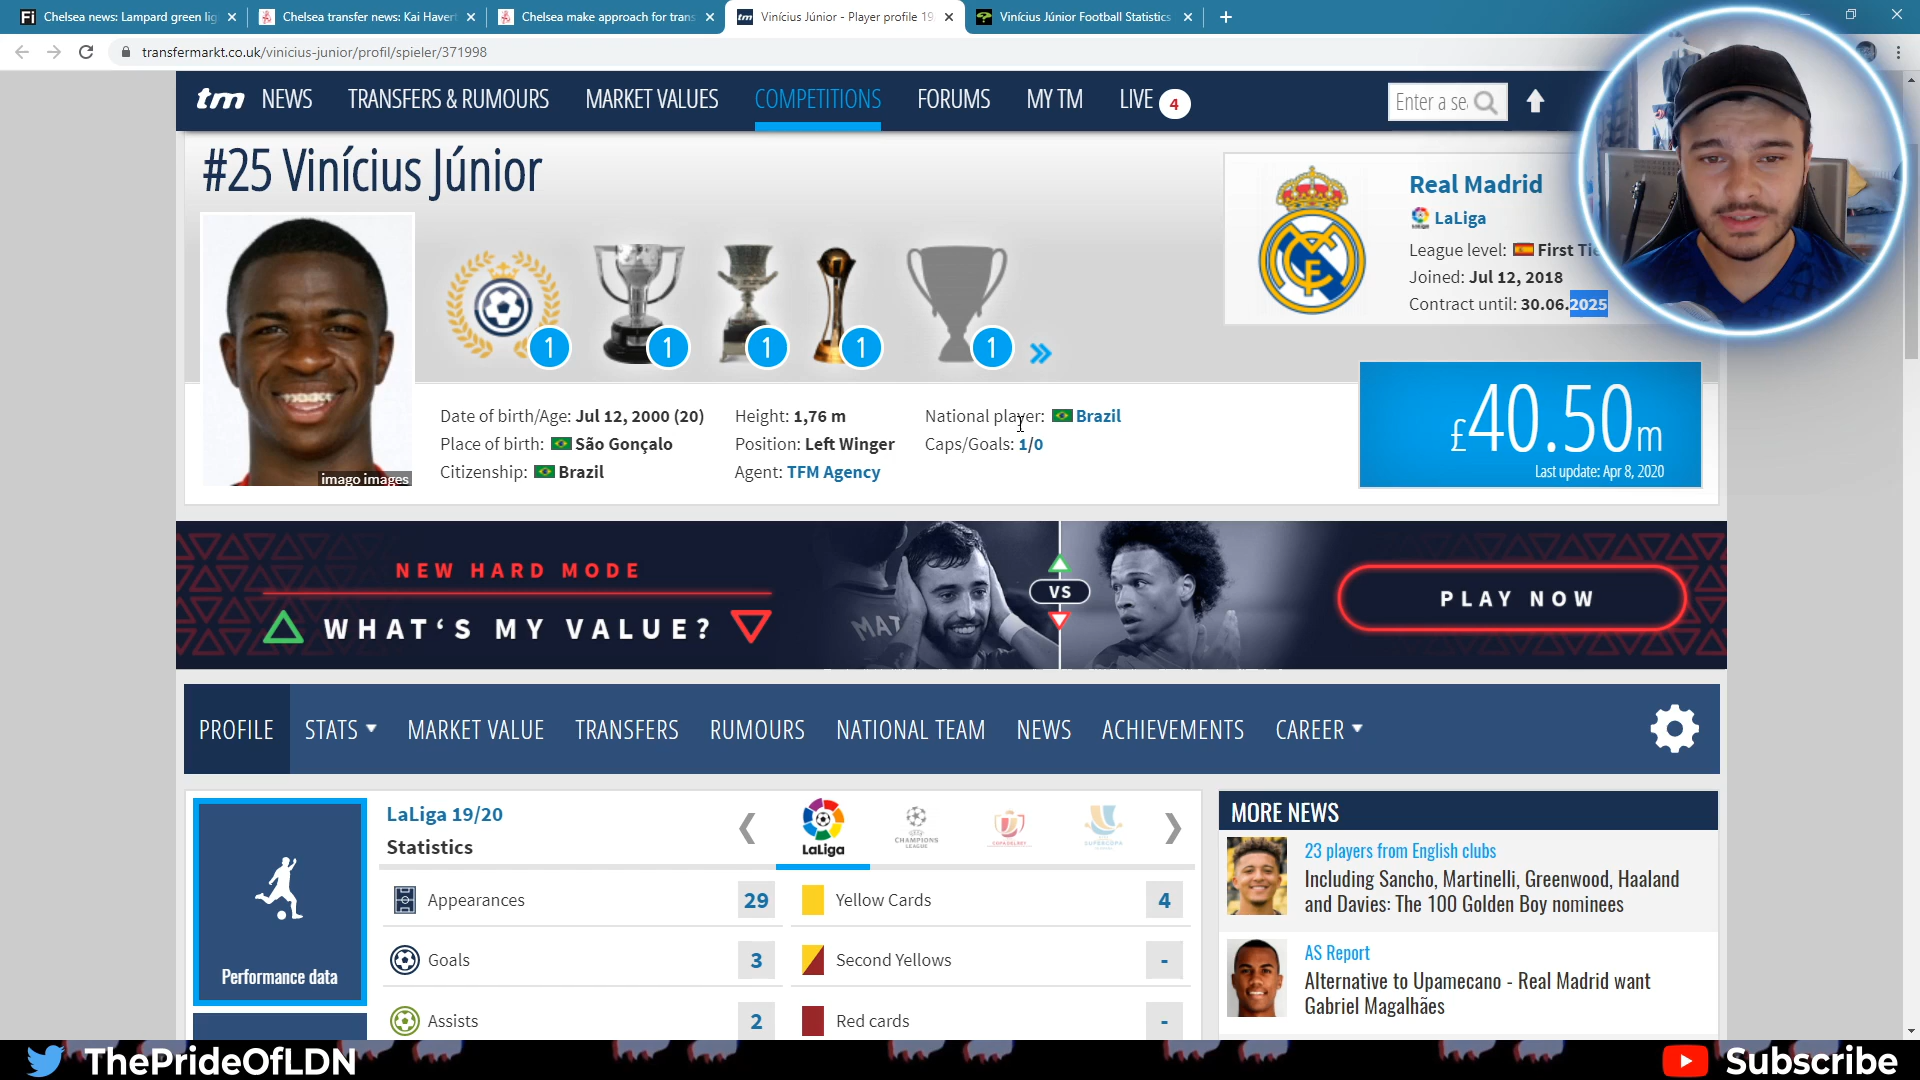 Chelsea news: Lampard green lig
Chelsea transfer news: Kai Havert
Chelsea make approach for trans
Vinícius Júnior - Player profile 19
Vinícius Júnior Football Statistics
transfermarkt.co.uk/vinicius-junior/profil/spieler/371998
tm NEWS TRANSFERS & RUMOURS MARKET VALUES COMPETITIONS FORUMS MY TM LIVE 4 Enter a se
#25 Vinícius Júnior
1 1 1 1 1
imago images
Date of birth/Age: Jul 12, 2000 (20)
Place of birth: São Gonçalo
Citizenship: Brazil
Height: 1,76 m
Position: Left Winger
Agent: TFM Agency
National player: Brazil
Caps/Goals: 1/0
Real Madrid
LaLiga
League level: First Tie
Joined: Jul 12, 2018
Contract until: 30.06.2025
£40.50m
Last update: Apr 8, 2020
NEW HARD MODE
WHAT'S MY VALUE?
MAT
VS
PLAY NOW
PROFILE STATS MARKET VALUE TRANSFERS RUMOURS NATIONAL TEAM NEWS ACHIEVEMENTS CAREER
Performance data
LaLiga 19/20
Statistics
LaLiga
CHAMPIONS
LEAGUE
Appearances 29
Goals 3
Assists 2
Yellow Cards 4
Second Yellows -
Red cards -
MORE NEWS
23 players from English clubs
Including Sancho, Martinelli, Greenwood, Haaland
and Davies: The 100 Golden Boy nominees
AS Report
Alternative to Upamecano - Real Madrid want
Gabriel Magalhães
ThePrideOfLDN
Subscribe